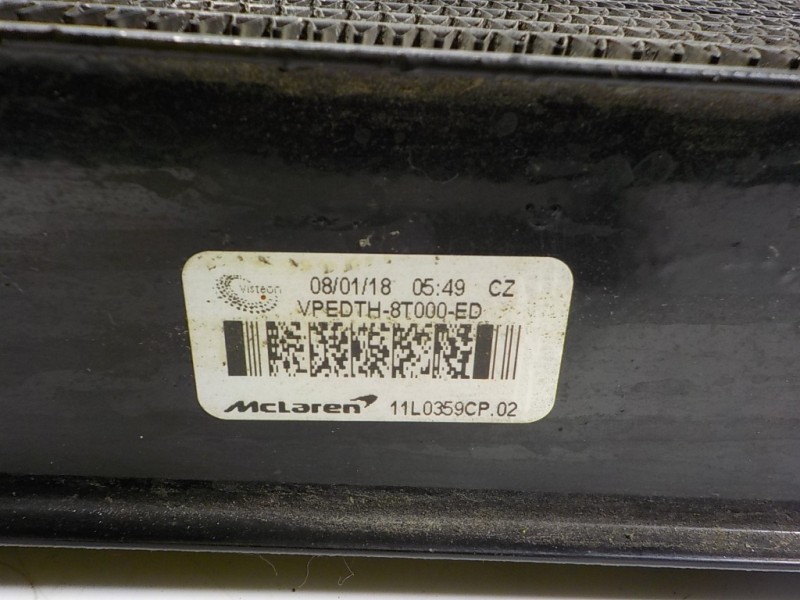 Visteon
08/01/18 05:49 CZ
VPEDTH-8T000-ED
McLaren 11L0359CP.02